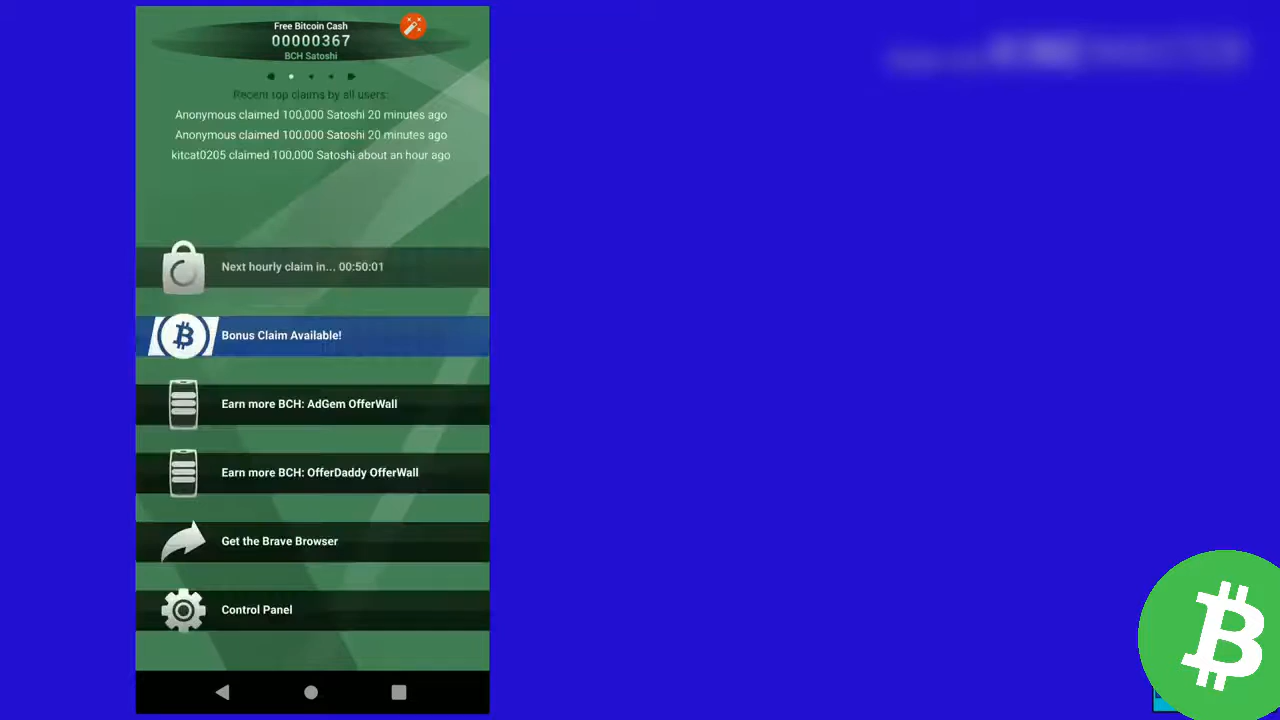 Free Bitcoin Cash
00000367
BCH Satoshi
Recent top claims by all users:
Anonymous claimed 100,000 Satoshi 20 minutes ago
Anonymous claimed 100,000 Satoshi 20 minutes ago
kitcat0205 claimed 100,000 Satoshi about an hour ago
Next hourly claim in... 00:50:01
Bonus Claim Available!
Earn more BCH: AdGem OfferWall
Earn more BCH: OfferDaddy OfferWall
Get the Brave Browser
Control Panel